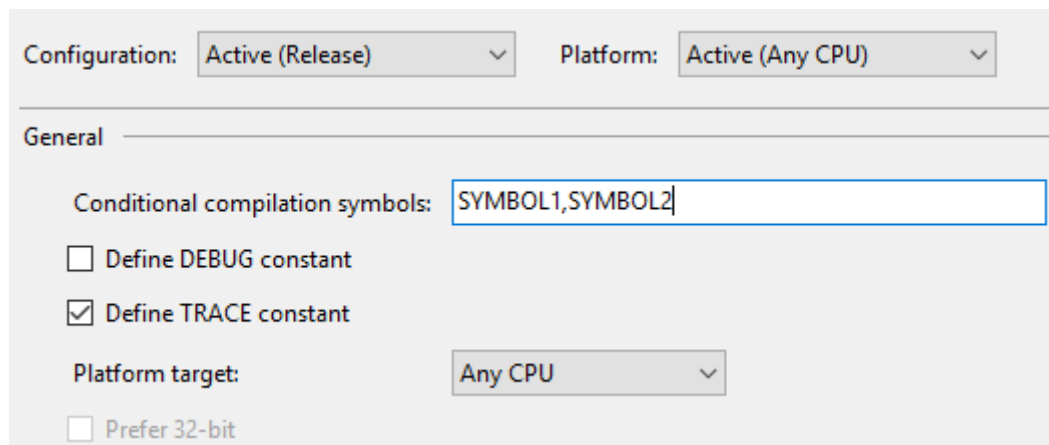 Configuration: Active (Release) Platform: Active (Any CPU)
General
Conditional compilation symbols: SYMBOL1,SYMBOL2
Define DEBUG constant
Define TRACE constant
Platform target: Any CPU
Prefer 32-bit